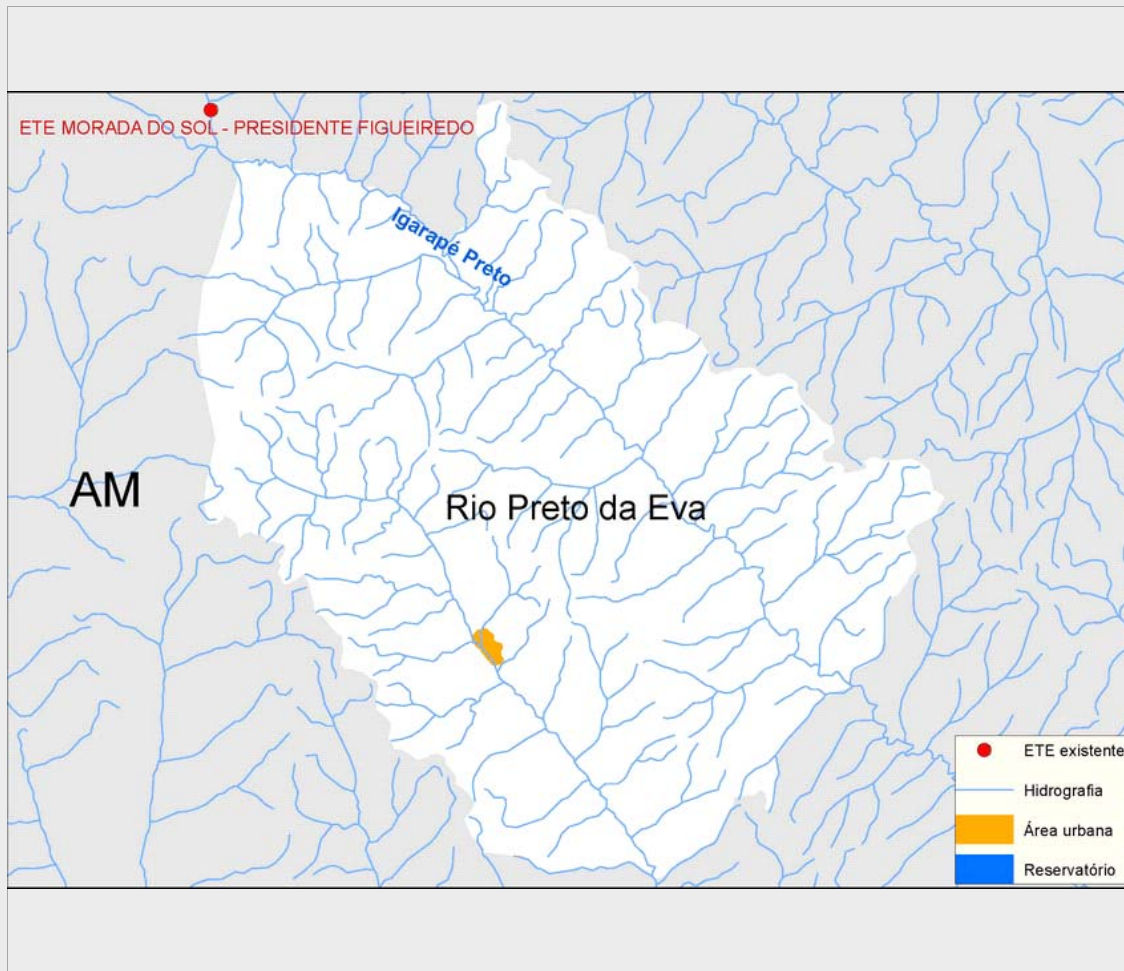 ETE MORADA DO SOL - PRESIDENTE FIGUEIREDO
Igarapé Preto
AM
Rio Preto da Eva
ETE existente
Hidrografia
Área urbana
Reservatório